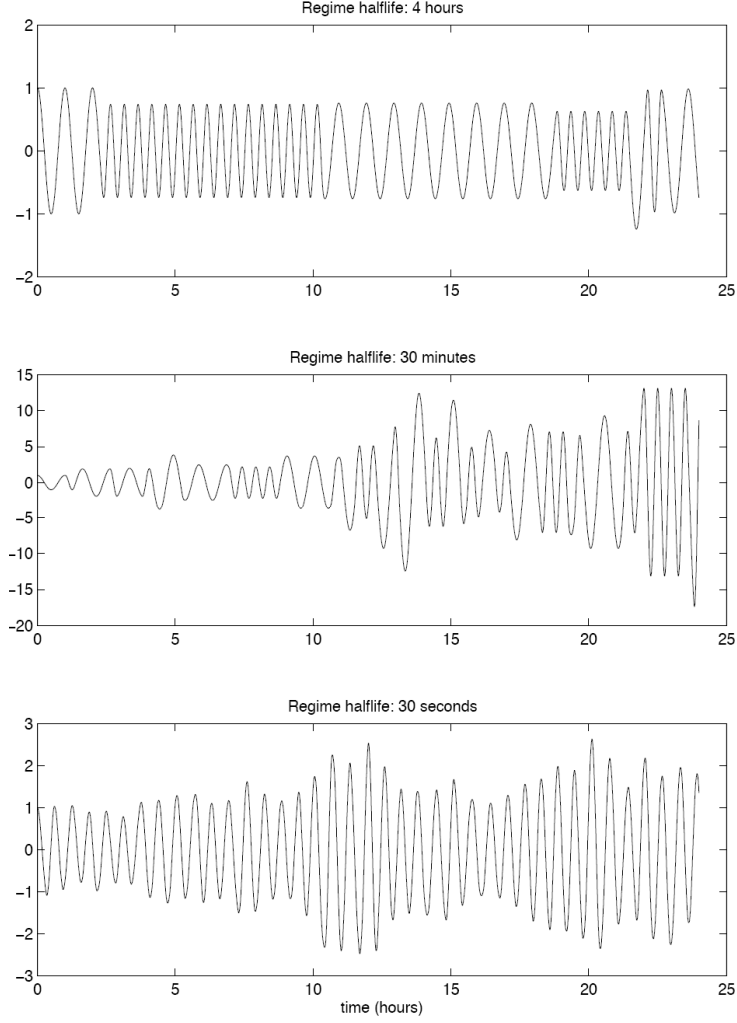 Regime halflife: 4 hours
2
1
0
−1
−2
0 5 10 15 20 25
Regime halflife: 30 minutes
15
10
5
0
−5
−10
−15
−20
0 5 10 15 20 25
Regime halflife: 30 seconds
3
2
1
0
−1
−2
−3
0 5 10 15 20 25
time (hours)